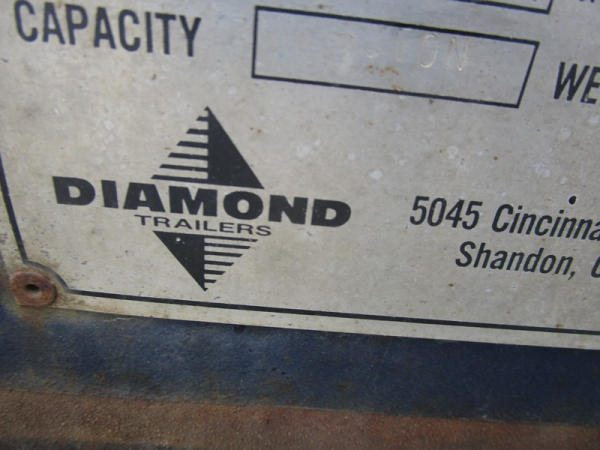 CAPACITY
WE
DIAMOND
TRAILERS
5045 Cincinna
Shandon,